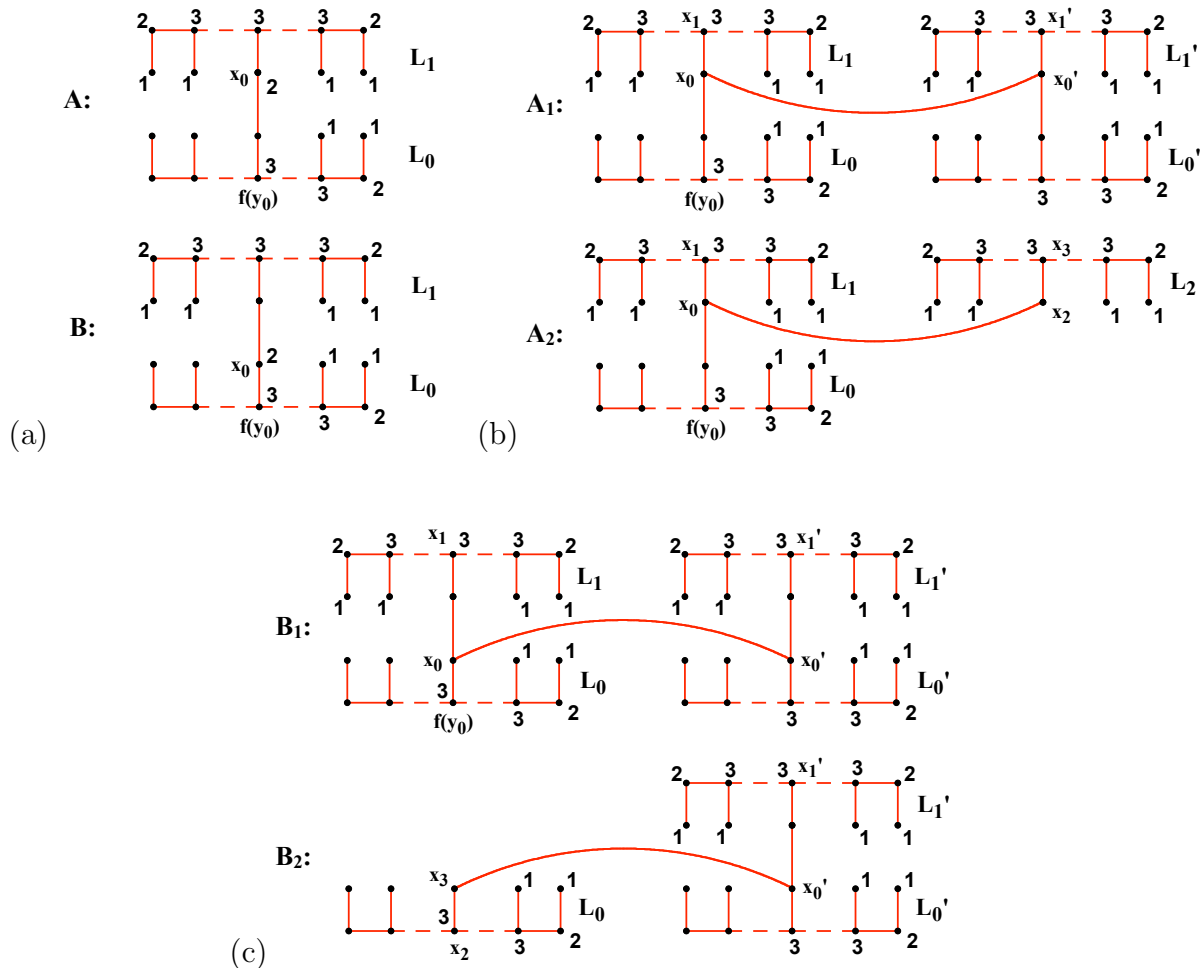 2 3 3 3 2
L1
1 1 x0 2 1 1
A:
1 1
L0
3
f(y0) 3 2
2 3 3 3 2
L1
1 1 1 1
B:
x0 2 1 1
L0
3
f(y0) 3 2
(a)
2 3 x1 3 3 2 2 3 3 x1' 3 2
L1 L1'
1 1 x0 1 1 1 1 x0' 1 1
A1:
1 1 1 1
L0 L0'
3
f(y0) 3 2 3 3 2
2 3 x1 3 3 2 2 3 3 x3 3 2
L1 L2
1 1 x0 1 1 1 1 x2 1 1
A2:
1 1
L0
3
f(y0) 3 2
(b)
2 3 x1 3 3 2 2 3 3 x1' 3 2
L1 L1'
1 1 1 1 1 1 1 1
B1:
x0 1 1 x0' 1 1
L0 L0'
3
f(y0) 3 2 3 3 2
2 3 3 x1' 3 2
L1'
1 1 1 1
B2:
x3 1 1 x0' 1 1
L0 L0'
3
x2 3 2 3 3 2
(c)